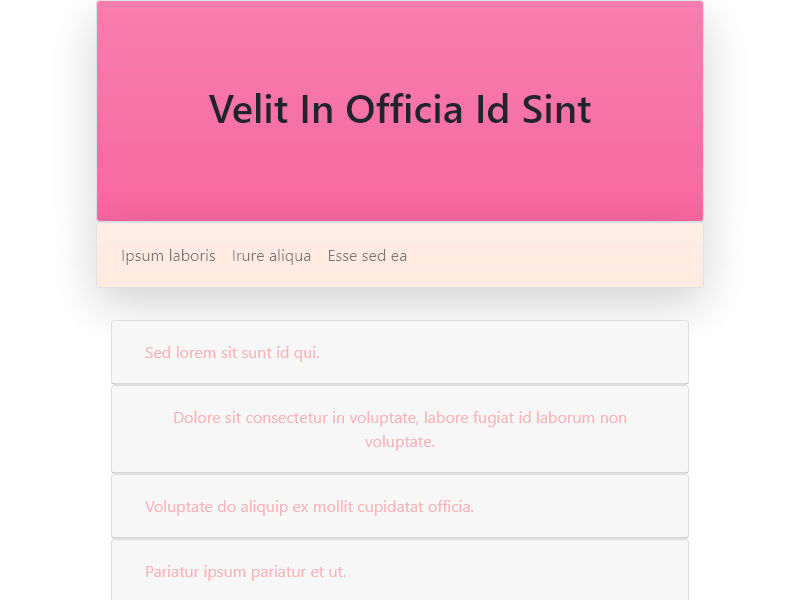 Velit In Officia Id Sint
Ipsum laboris Irure aliqua Esse sed ea
Sed lorem sit sunt id qui.
Dolore sit consectetur in voluptate, labore fugiat id laborum non
voluptate.
Voluptate do aliquip ex mollit cupidatat officia.
Pariatur ipsum pariatur et ut.